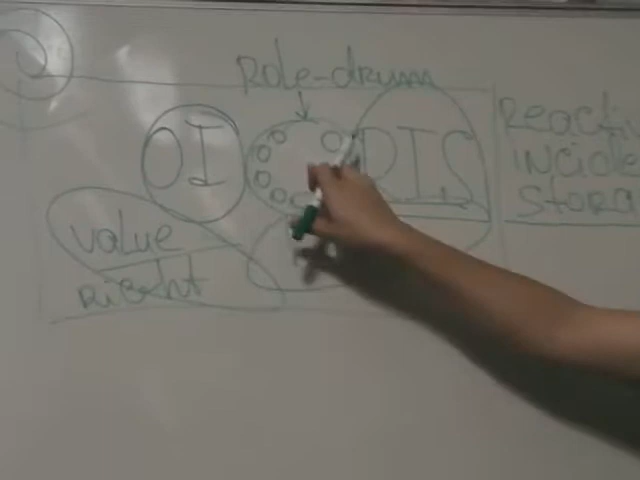 Role-drum
OI
DIS
Reacti
incide
stora
value
Right